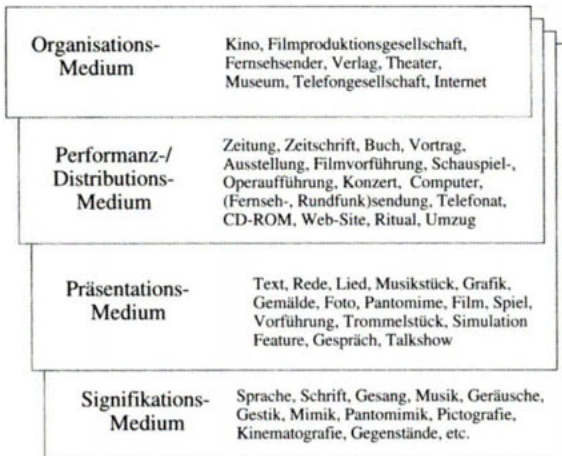 Organisations-
Medium
Kino, Filmproduktionsgesellschaft,
Fernsehsender, Verlag, Theater,
Museum, Telefongesellschaft, Internet
Performanz-/
Distributions-
Medium
Zeitung, Zeitschrift, Buch, Vortrag,
Ausstellung, Filmvorführung, Schauspiel-,
Operaufführung, Konzert, Computer,
(Fernseh-, Rundfunk)sendung, Telefonat,
CD-ROM, Web-Site, Ritual, Umzug
Präsentations-
Medium
Text, Rede, Lied, Musikstück, Grafik,
Gemälde, Foto, Pantomime, Film, Spiel,
Vorführung, Trommelstück, Simulation
Feature, Gespräch, Talkshow
Signifikations-
Medium
Sprache, Schrift, Gesang, Musik, Geräusche,
Gestik, Mimik, Pantomimik, Pictografie,
Kinematografie, Gegenstände, etc.